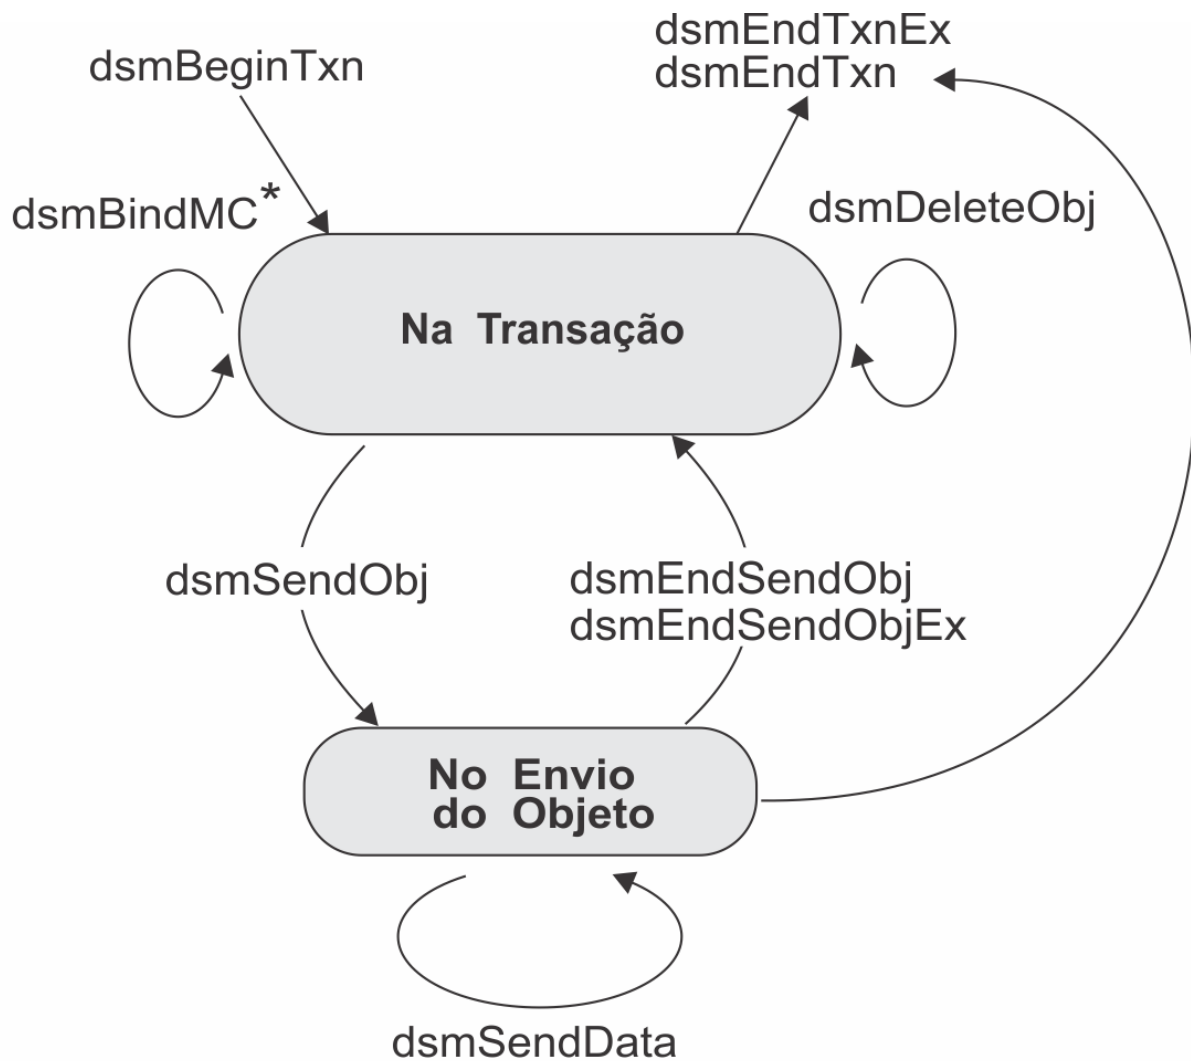 dsmEndTxnEx
dsmBeginTxn
dsmEndTxn
dsmBindMC*
dsmDeleteObj
Na Transação
dsmSendObj
dsmEndSendObj
dsmEndSendObjEx
No Envio
do Objeto
dsmSendData